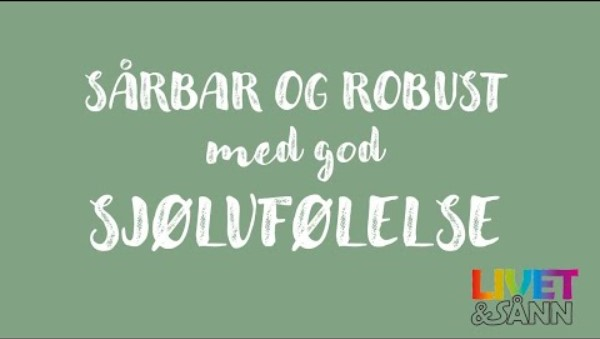 SÅRBAR OG ROBUST
med god
SJØLVFØLELSE
LIVET
&SÅNN